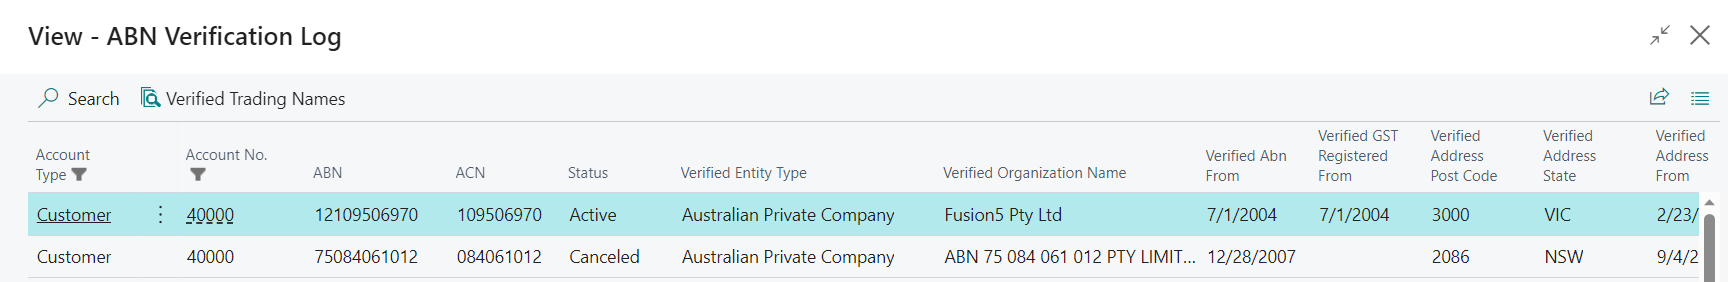 View - ABN Verification Log
Search Verified Trading Names
Account Type Account No. ABN ACN Status Verified Entity Type Verified Organization Name Verified Abn From Verified GST Registered From Verified Address Post Code Verified Address State Verified Address From
Customer 40000 12109506970 109506970 Active Australian Private Company Fusion5 Pty Ltd 7/1/2004 7/1/2004 3000 VIC 2/23/
Customer 40000 75084061012 084061012 Canceled Australian Private Company ABN 75 084 061 012 PTY LIMIT... 12/28/2007 2086 NSW 9/4/2